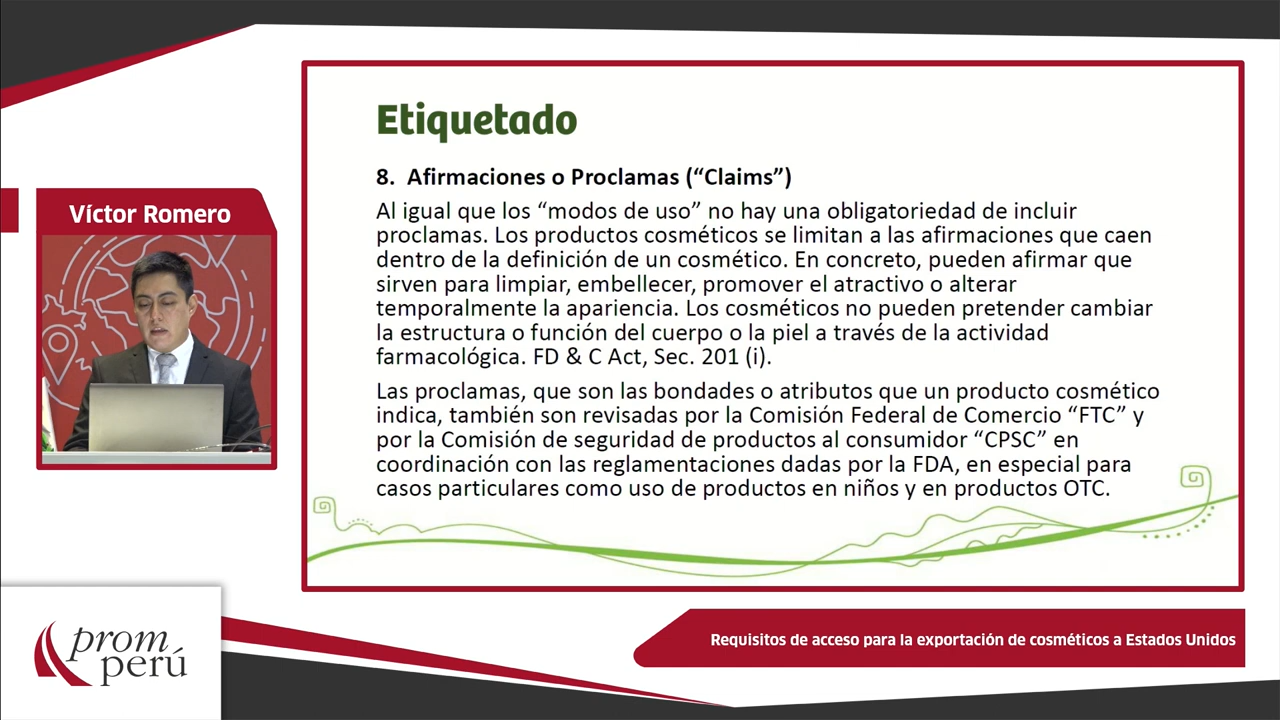 Etiquetado
8. Afirmaciones o Proclamas (“Claims”)
Al igual que los “modos de uso” no hay una obligatoriedad de incluir
proclamas. Los productos cosméticos se limitan a las afirmaciones que caen
dentro de la definición de un cosmético. En concreto, pueden afirmar que
sirven para limpiar, embellecer, promover el atractivo o alterar
temporalmente la apariencia. Los cosméticos no pueden pretender cambiar
la estructura o función del cuerpo o la piel a través de la actividad
farmacológica. FD & C Act, Sec. 201 (i).
Las proclamas, que son las bondades o atributos que un producto cosmético
indica, también son revisadas por la Comisión Federal de Comercio “FTC” y
por la Comisión de seguridad de productos al consumidor “CPSC” en
coordinación con las reglamentaciones dadas por la FDA, en especial para
casos particulares como uso de productos en niños y en productos OTC.
Víctor Romero
prom
perú
Requisitos de acceso para la exportación de cosméticos a Estados Unidos